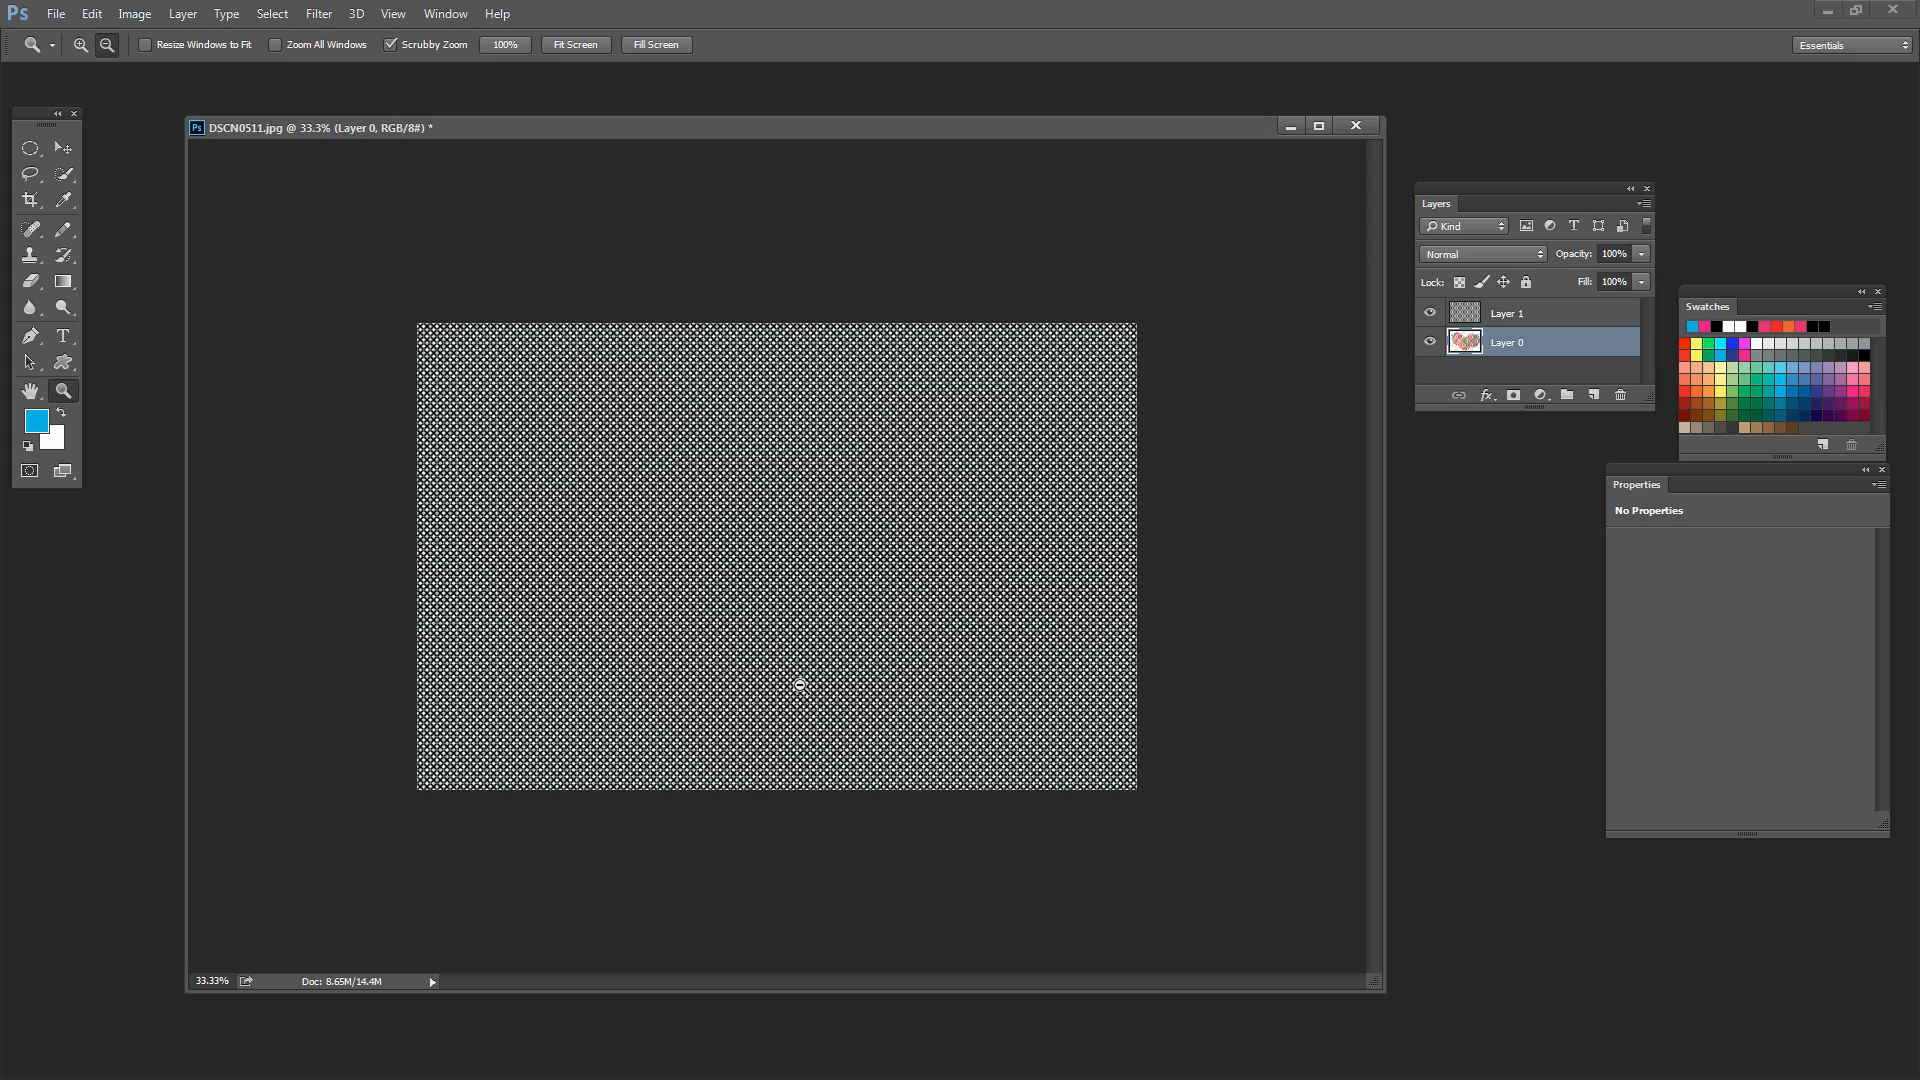 Ps File Edit Image Layer Type Select Filter 3D View Window Help
Resize Windows to Fit Zoom All Windows Scrubby Zoom 100% Fit Screen Fill Screen Essentials
Ps DSCN0511.jpg @ 33.3% (Layer 0, RGB/8#) *
Layers
Kind
Normal Opacity: 100%
Lock: Fill: 100%
Layer 1
Layer 0
fx
Swatches
Properties
No Properties
33.33% Doc: 8.65M/14.4M